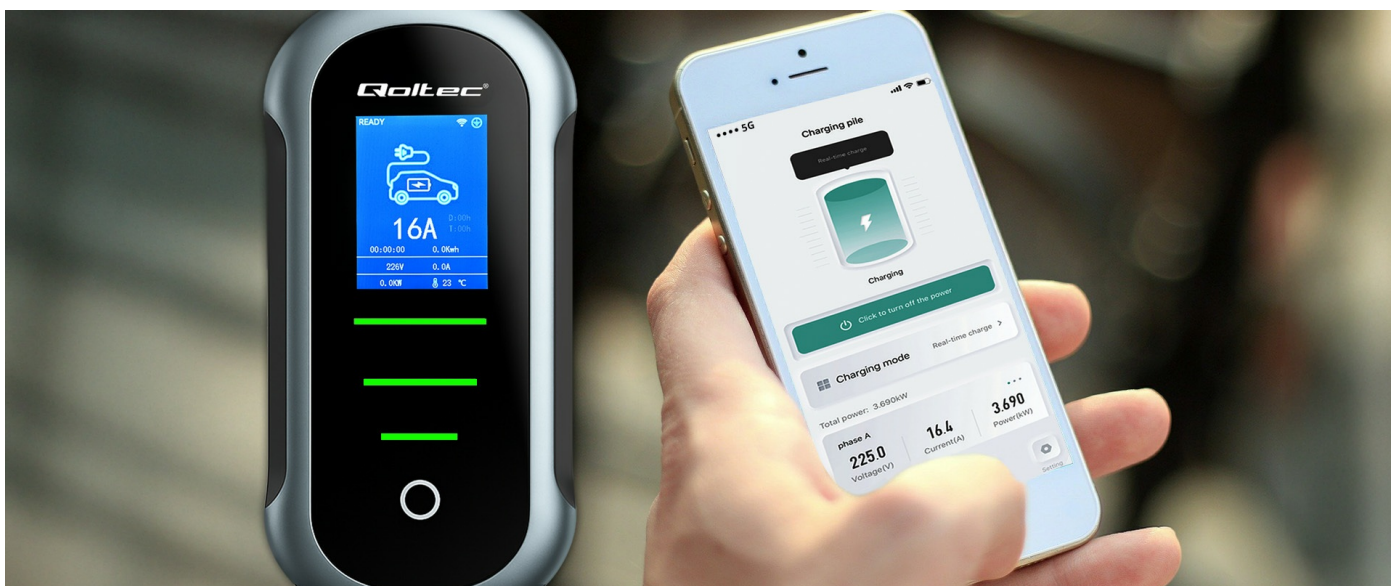 Qoltec®
READY
16A
D:00h
T:00h
00:00:00 0.0Kwh
226V 0.0A
0.0KW 23 ℃
5G
Charging pile
Real-time charge
Charging
Click to turn off the power
Charging mode Real-time charge >
Total power: 3.690kW
phase A
225.0 16.4 3.690
Voltage(V) Current(A) Power(kW)
Setting